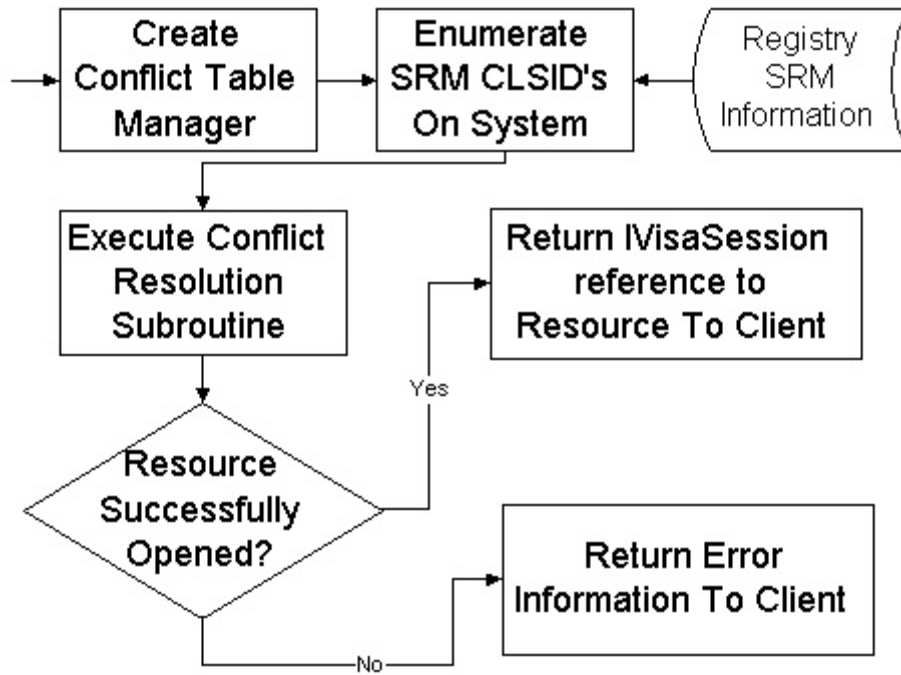 Create
Conflict Table
Manager
Enumerate
SRM CLSID's
On System
Registry
SRM
Information
Execute Conflict
Resolution
Subroutine
Return IVisaSession
reference to
Resource To Client
Yes
Resource
Successfully
Opened?
Return Error
Information To Client
No